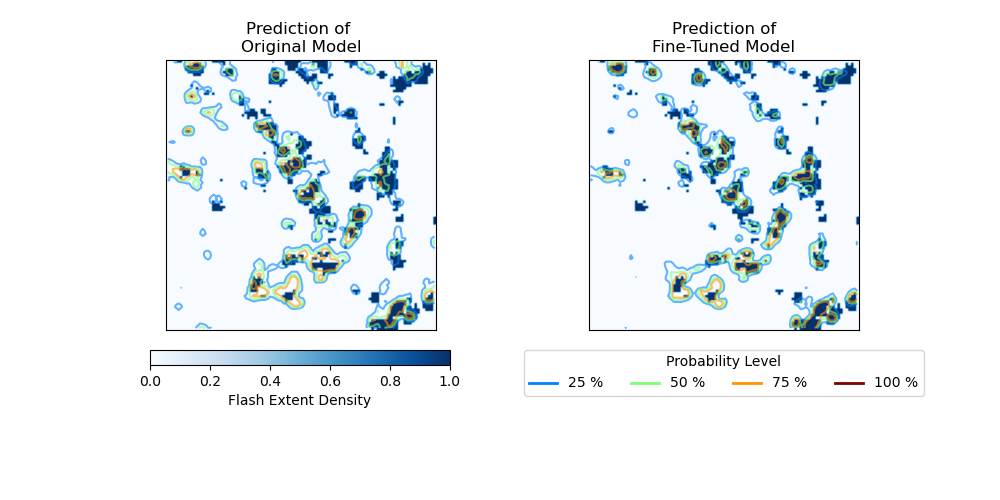 Prediction of
Original Model
Prediction of
Fine-Tuned Model
0.0 0.2 0.4 0.6 0.8 1.0
Flash Extent Density
Probability Level
25 % 50 % 75 % 100 %